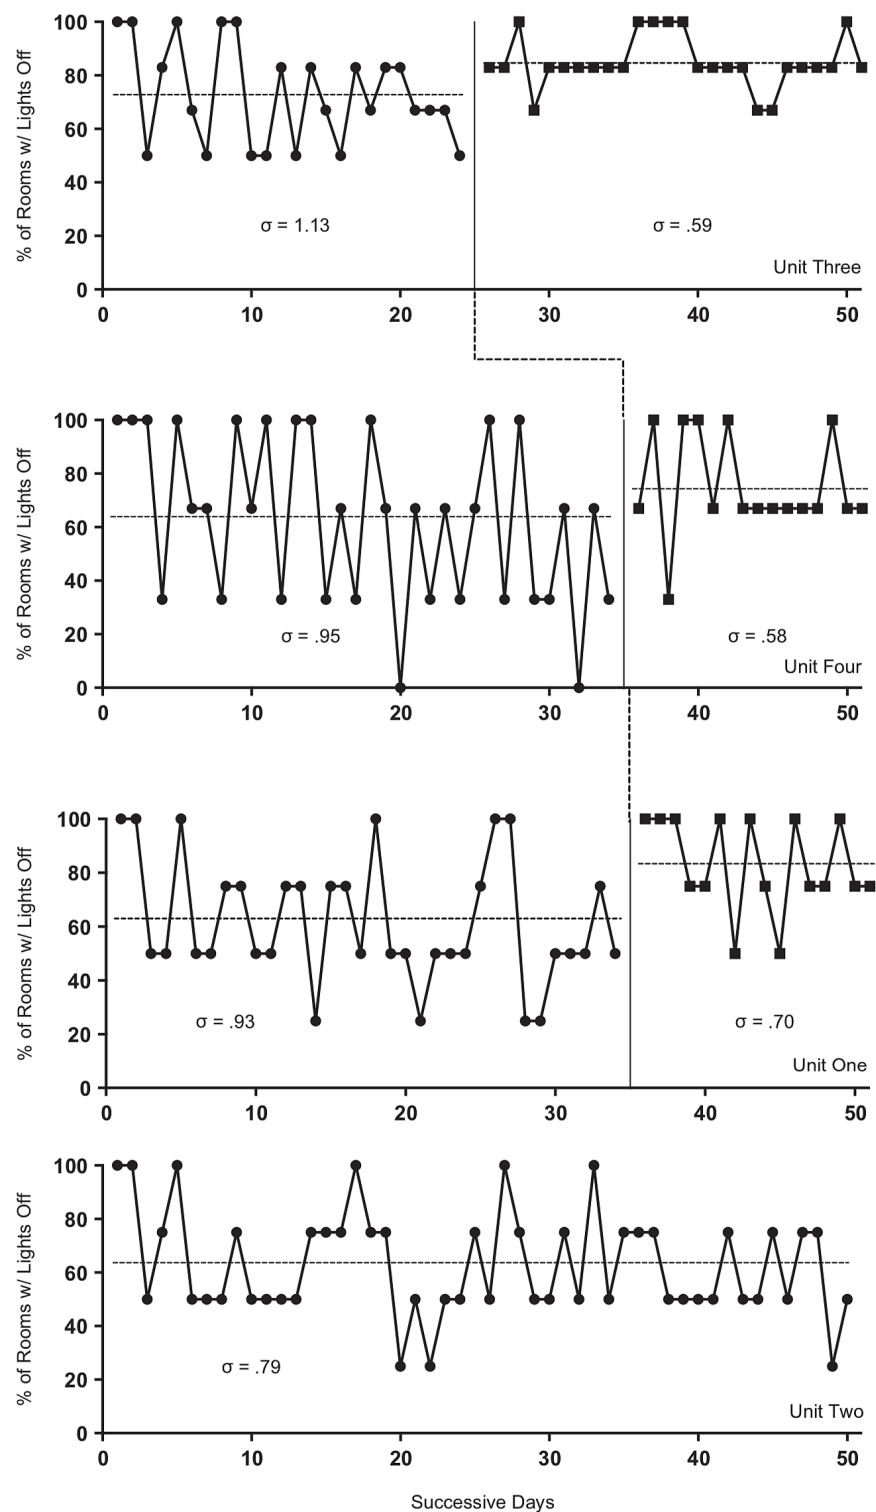 % of Rooms w/ Lights Off
100
80
60
40
20
0
σ = 1.13
σ = .59
Unit Three
0 10 20 30 40 50
% of Rooms w/ Lights Off
100
80
60
40
20
0
σ = .95
σ = .58
Unit Four
0 10 20 30 40 50
% of Rooms w/ Lights Off
100
80
60
40
20
0
σ = .93
σ = .70
Unit One
0 10 20 30 40 50
% of Rooms w/ Lights Off
100
80
60
40
20
0
σ = .79
Unit Two
0 10 20 30 40 50
Successive Days